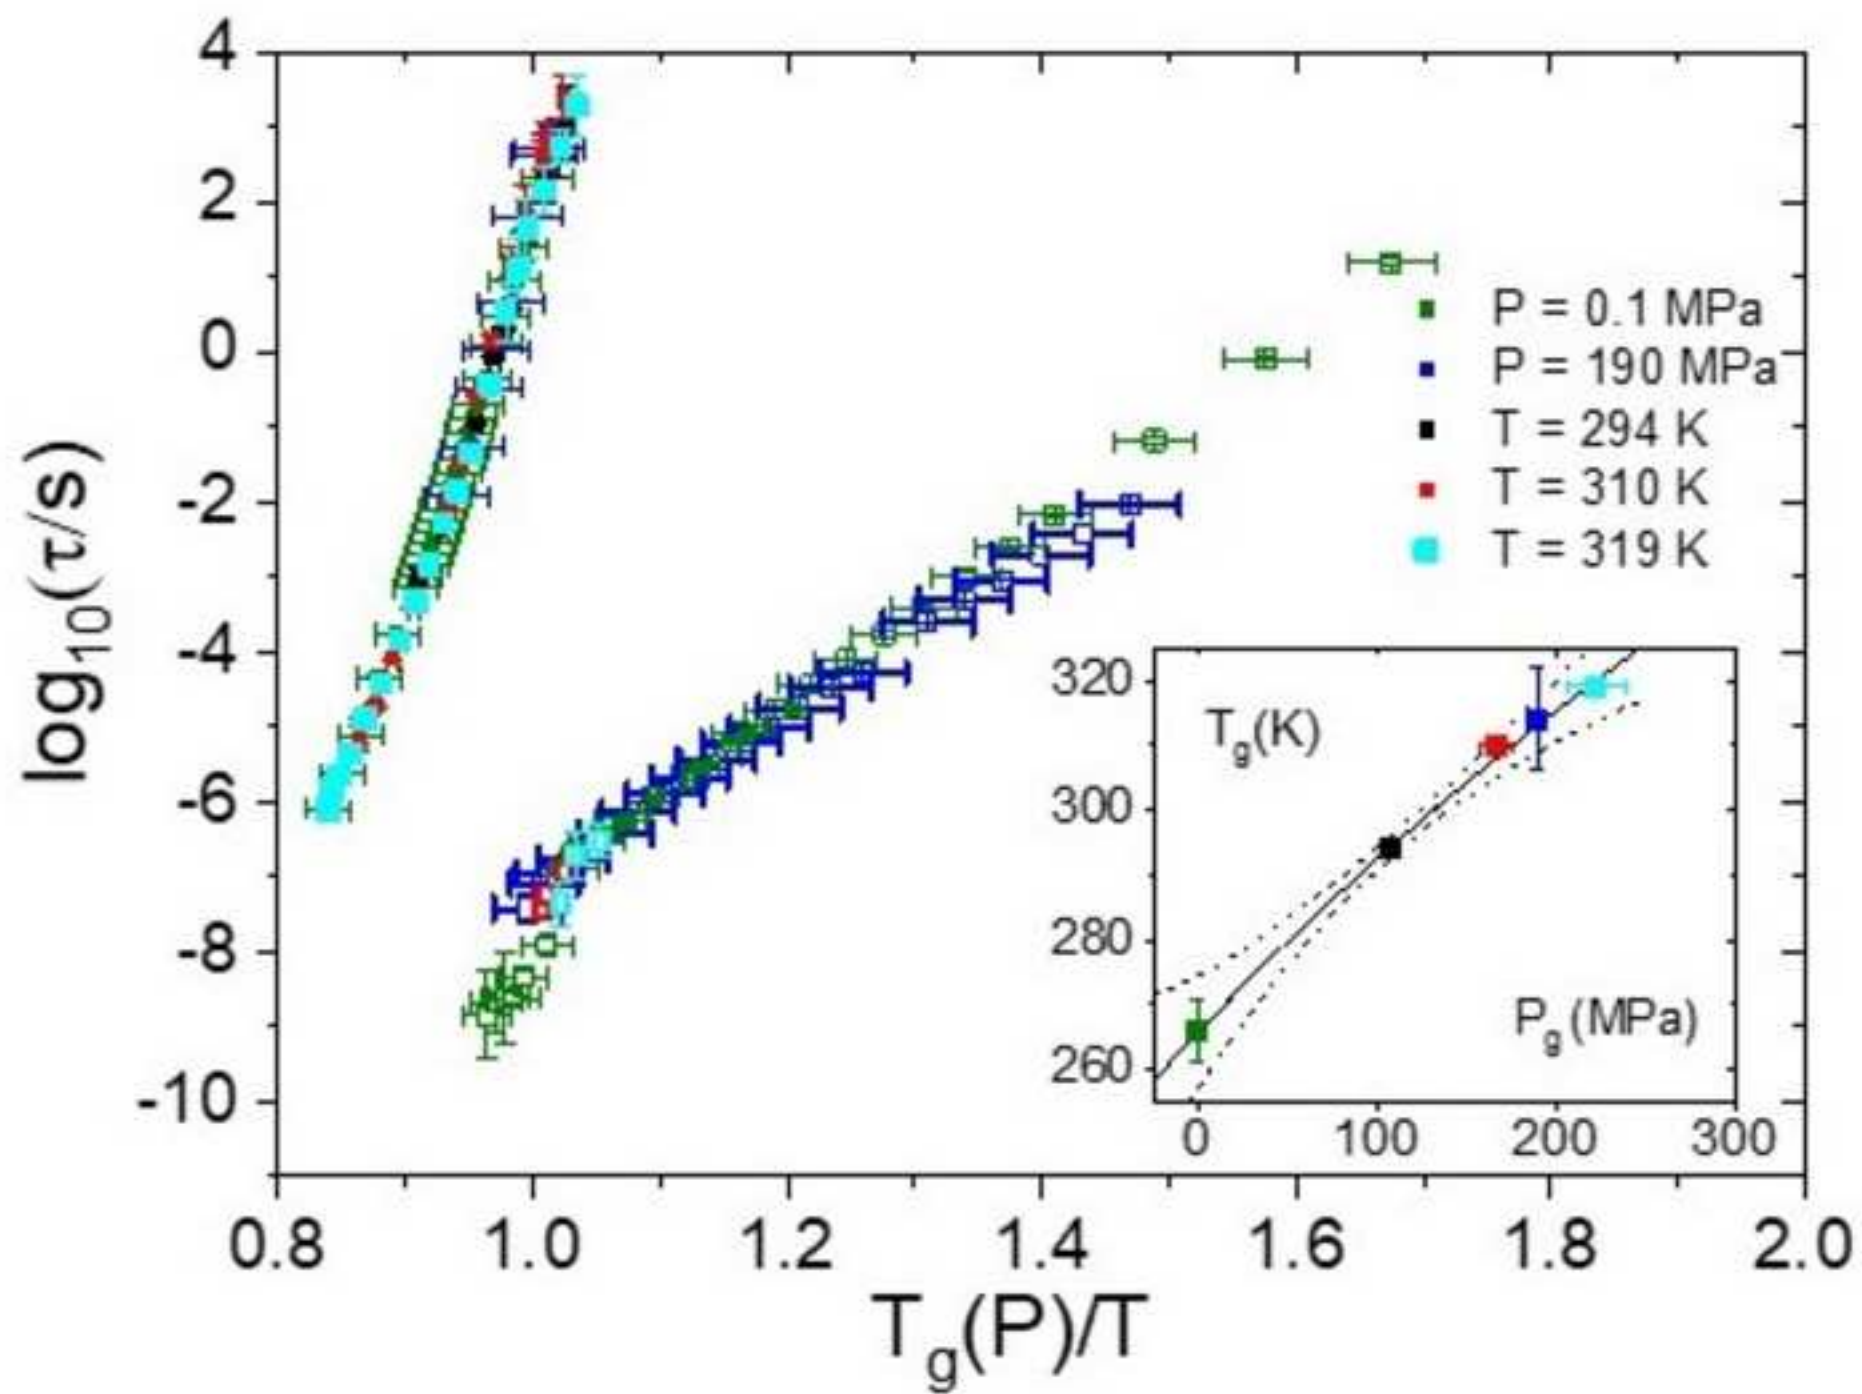 4
2
0
-2
-4
-6
-8
-10
log10(τ/s)
0.8 1.0 1.2 1.4 1.6 1.8 2.0
Tg(P)/T
P = 0.1 MPa
P = 190 MPa
T = 294 K
T = 310 K
T = 319 K
320
300
280
260
Tg(K)
Pg(MPa)
0 100 200 300